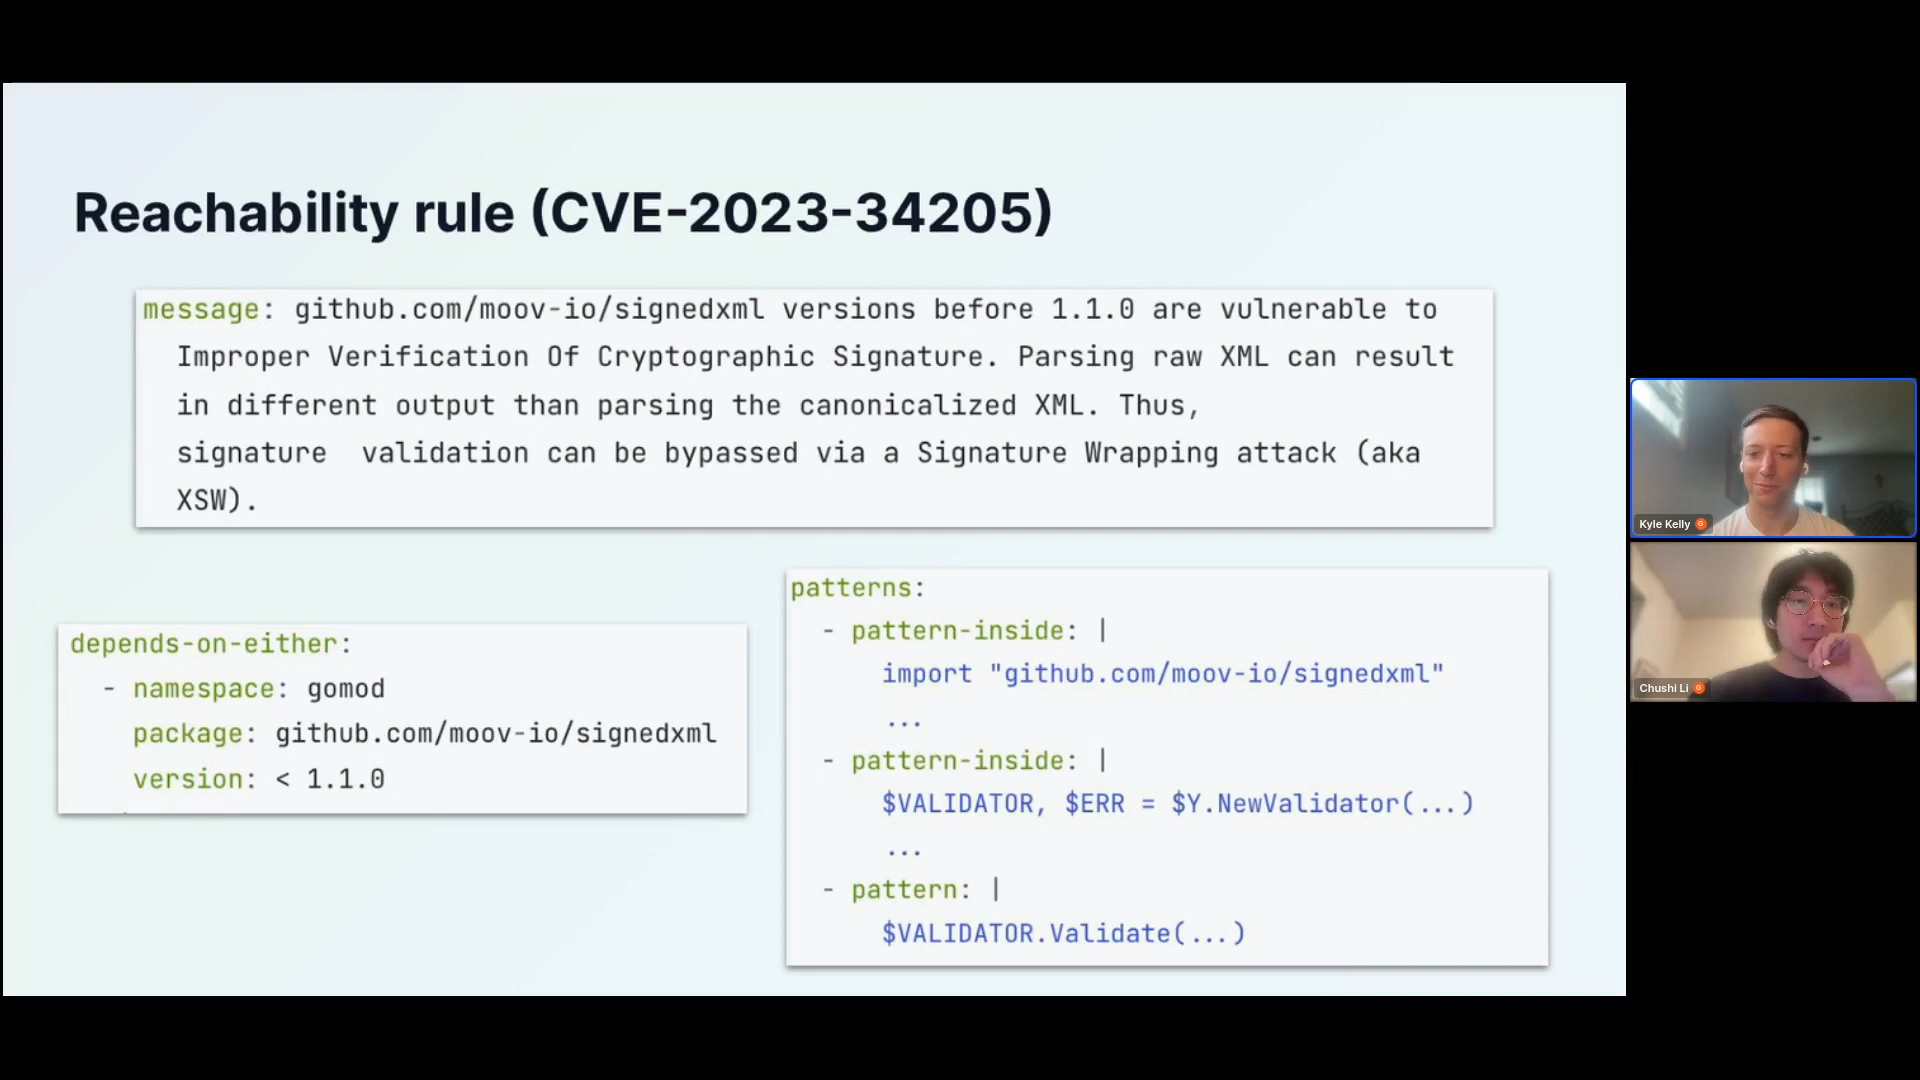 Reachability rule (CVE-2023-34205)
message: github.com/moov-io/signedxml versions before 1.1.0 are vulnerable to
Improper Verification Of Cryptographic Signature. Parsing raw XML can result
in different output than parsing the canonicalized XML. Thus,
signature  validation can be bypassed via a Signature Wrapping attack (aka
XSW).
depends-on-either:
- namespace: gomod
package: github.com/moov-io/signedxml
version: < 1.1.0
patterns:
- pattern-inside: |
import "github.com/moov-io/signedxml"
...
- pattern-inside: |
$VALIDATOR, $ERR = $Y.NewValidator(...)
...
- pattern: |
$VALIDATOR.Validate(...)
Kyle Kelly
Chushi Li